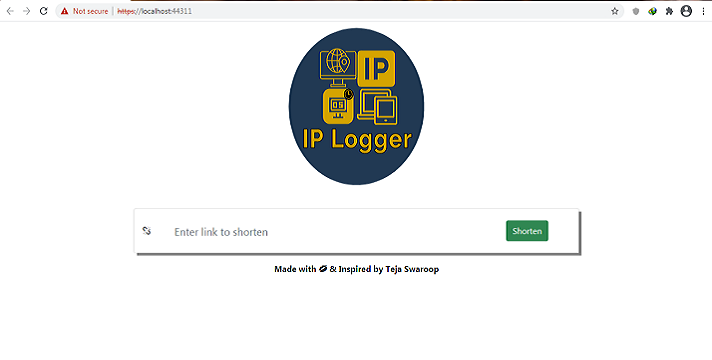 Not secure | https://localhost:44311
IP
OS
IP Logger
Enter link to shorten
Shorten
Made with & Inspired by Teja Swaroop